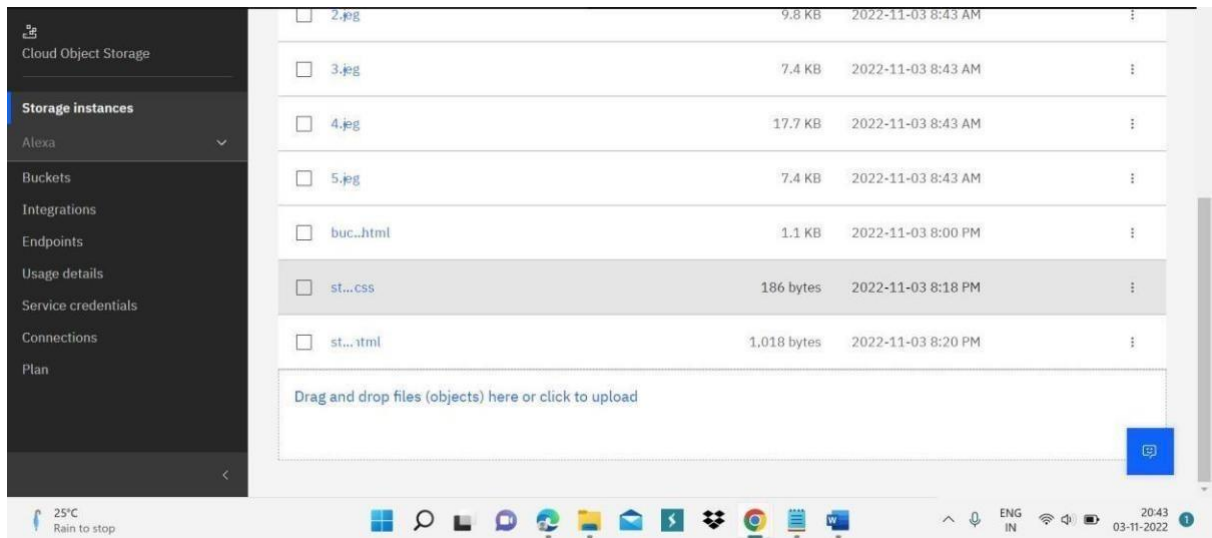 Cloud Object Storage
Storage instances
Alexa
Buckets
Integrations
Endpoints
Usage details
Service credentials
Connections
Plan
2.jeg 9.8 KB 2022-11-03 8:43 AM
3.jeg 7.4 KB 2022-11-03 8:43 AM
4.jeg 17.7 KB 2022-11-03 8:43 AM
5.jeg 7.4 KB 2022-11-03 8:43 AM
buc..html 1.1 KB 2022-11-03 8:00 PM
st...css 186 bytes 2022-11-03 8:18 PM
st... 1,018 bytes 2022-11-03 8:20 PM
Drag and drop files (objects) here or click to upload
25°C
Rain to stop
ENG
IN
20:43
03-11-2022
1